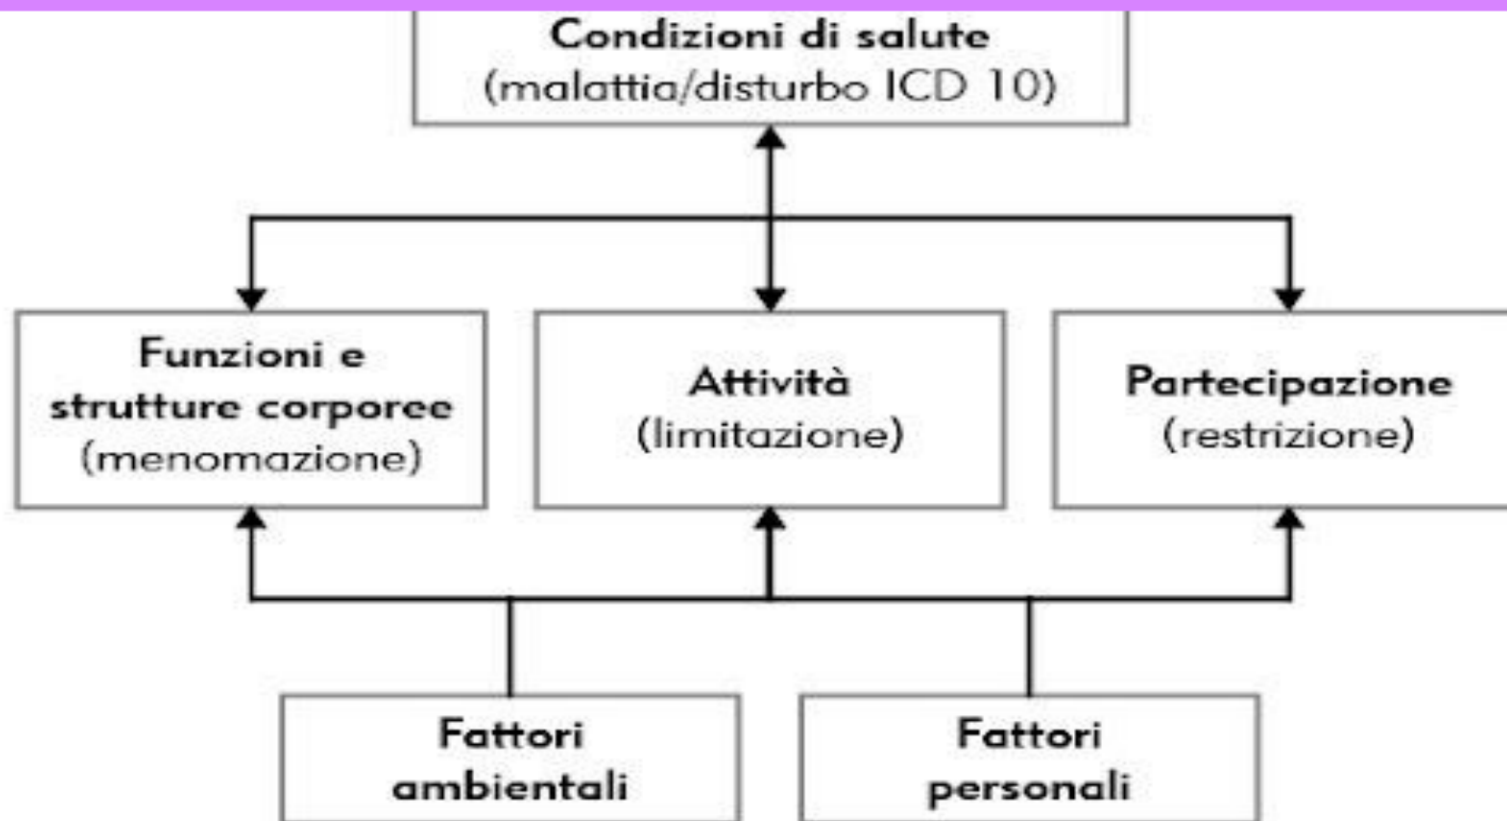 Condizioni di salute
(malattia/disturbo ICD 10)
Funzioni e
strutture corporee
(menomazione)
Attività
(limitazione)
Partecipazione
(restrizione)
Fattori
ambientali
Fattori
personali